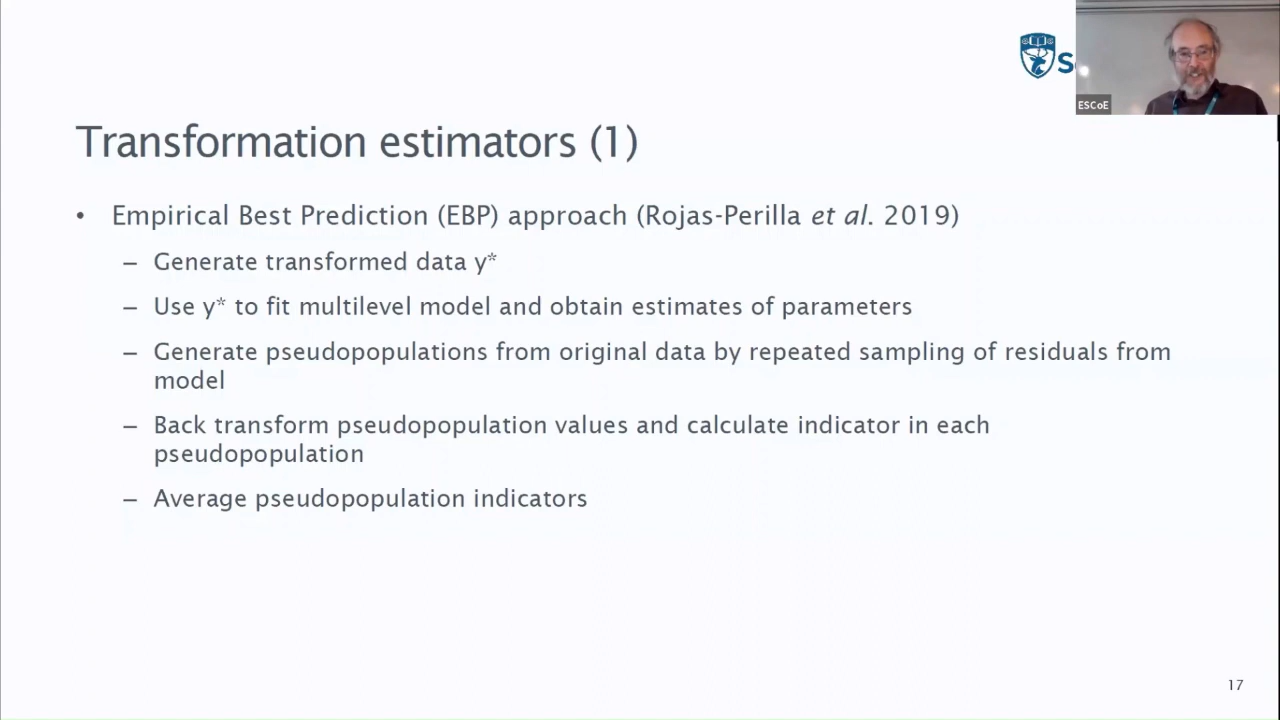 ESCoE
Transformation estimators (1)
• Empirical Best Prediction (EBP) approach (Rojas-Perilla et al. 2019)
– Generate transformed data y*
– Use y* to fit multilevel model and obtain estimates of parameters
– Generate pseudopopulations from original data by repeated sampling of residuals from
model
– Back transform pseudopopulation values and calculate indicator in each
pseudopopulation
– Average pseudopopulation indicators
17